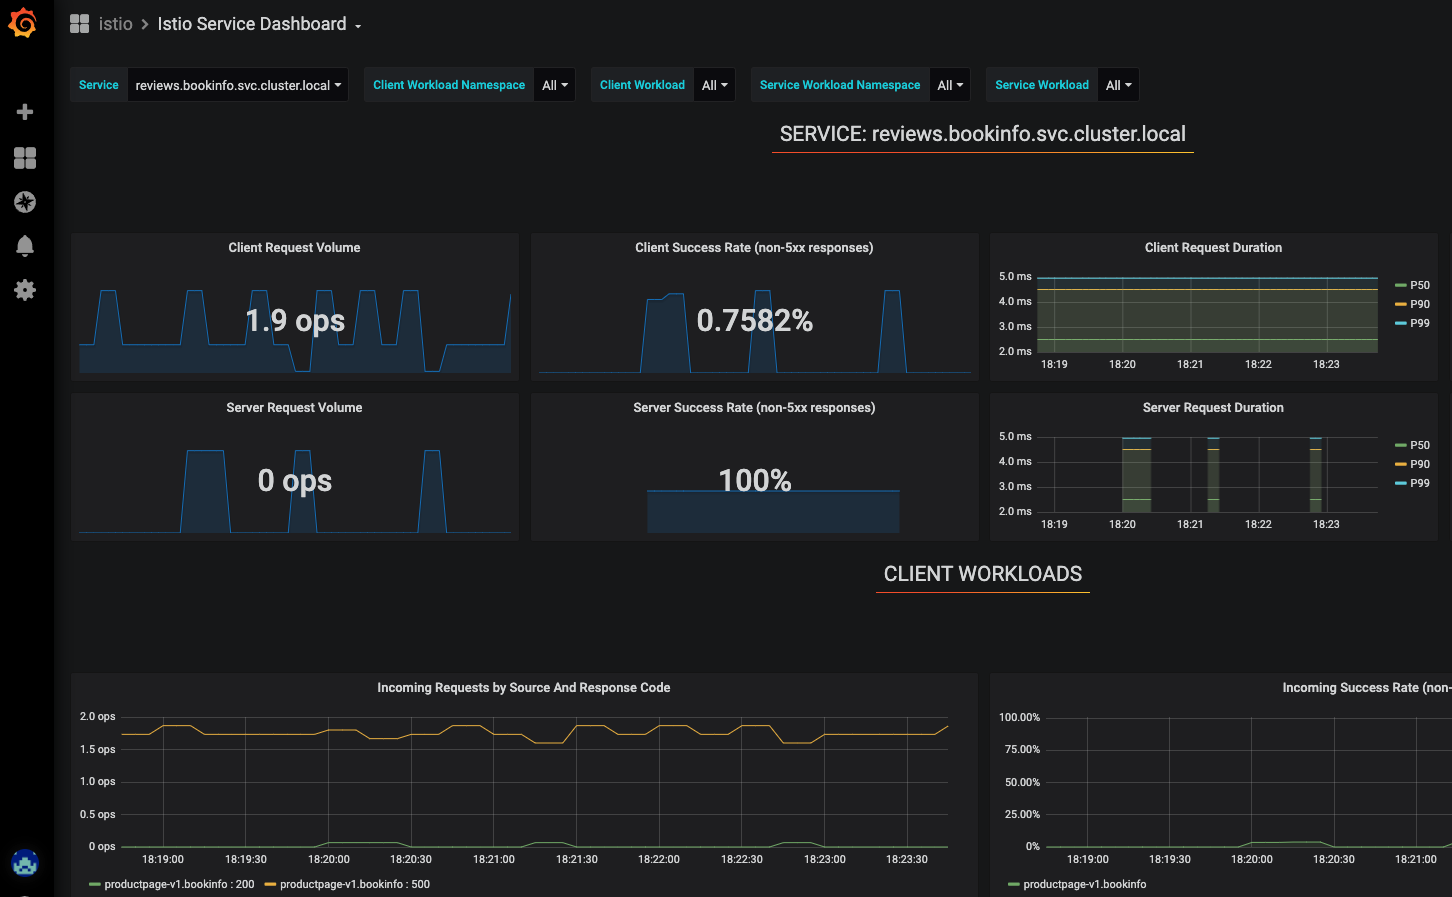 istio > Istio Service Dashboard
Service reviews.bookinfo.svc.cluster.local Client Workload Namespace All Client Workload All Service Workload Namespace All Service Workload All
SERVICE: reviews.bookinfo.svc.cluster.local
Client Request Volume
1.9 ops
Client Success Rate (non-5xx responses)
0.7582%
Client Request Duration
5.0 ms
4.0 ms
3.0 ms
2.0 ms
18:19 18:20 18:21 18:22 18:23
P50
P90
P99
Server Request Volume
0 ops
Server Success Rate (non-5xx responses)
100%
Server Request Duration
5.0 ms
4.0 ms
3.0 ms
2.0 ms
18:19 18:20 18:21 18:22 18:23
P50
P90
P99
CLIENT WORKLOADS
Incoming Requests by Source And Response Code
2.0 ops
1.5 ops
1.0 ops
0.5 ops
0 ops
18:19:00 18:19:30 18:20:00 18:20:30 18:21:00 18:21:30 18:22:00 18:22:30 18:23:00 18:23:30
productpage-v1.bookinfo : 200 productpage-v1.bookinfo : 500
Incoming Success Rate (non-
100.00%
75.00%
50.00%
25.00%
0%
18:19:00 18:19:30 18:20:00 18:20:30 18:21:00
productpage-v1.bookinfo